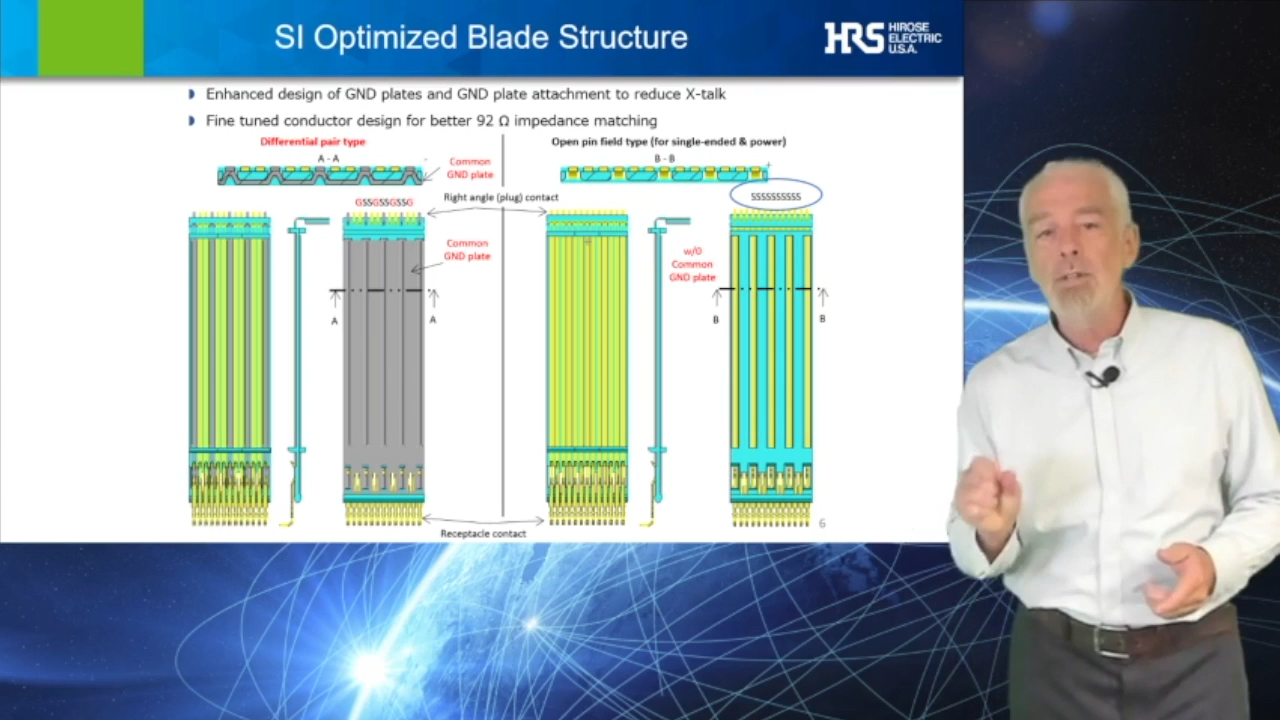 SI Optimized Blade Structure
HRS HIROSE
ELECTRIC
U.S.A.
Enhanced design of GND plates and GND plate attachment to reduce X-talk
Fine tuned conductor design for better 92 Ω impedance matching
Differential pair type
Open pin field type (for single-ended & power)
A - A
B - B
Common
GND plate
Right angle (plug) contact
GSSGSSGSSG
SSSSSSSSSS
Common
GND plate
w/O
Common
GND plate
A
A
B
B
Receptacle contact
6